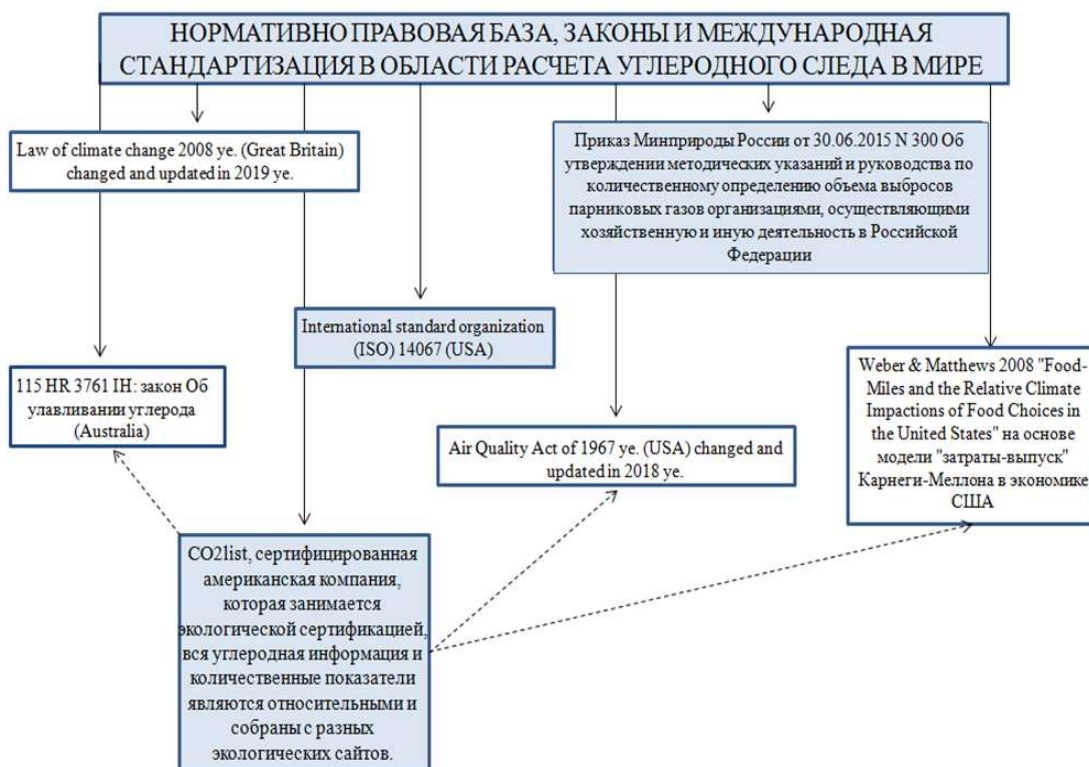 НОРМАТИВНО ПРАВОВАЯ БАЗА, ЗАКОНЫ И МЕЖДУНАРОДНАЯ
СТАНДАРТИЗАЦИЯ В ОБЛАСТИ РАСЧЕТА УГЛЕРОДНОГО СЛЕДА В МИРЕ
Law of climate change 2008 ye. (Great Britain)
changed and updated in 2019 ye.
Приказ Минприроды России от 30.06.2015 N 300 Об
утверждении методических указаний и руководства по
количественному определению объема выбросов
парниковых газов организациями, осуществляющими
хозяйственную и иную деятельность в Российской
Федерации
International standard organization
(ISO) 14067 (USA)
115 HR 3761 IH: закон Об
улавливании углерода
(Australia)
Air Quality Act of 1967 ye. (USA) changed and
updated in 2018 ye.
Weber & Matthews 2008 "Food-
Miles and the Relative Climate
Impactions of Food Choices in
the United States" на основе
модели "затраты-выпуск"
Карнеги-Меллона в экономике
США
CO2list, сертифицированная
американская компания,
которая занимается
экологической сертификацией,
вся углеродная информация и
количественные показатели
являются относительными и
собраны с разных
экологических сайтов.